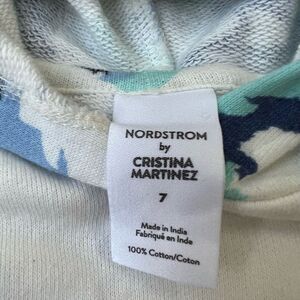 NORDSTROM
by
CRISTINA
MARTINEZ
7
Made in India
Fabriqué en Inde
100% Cotton/Coton